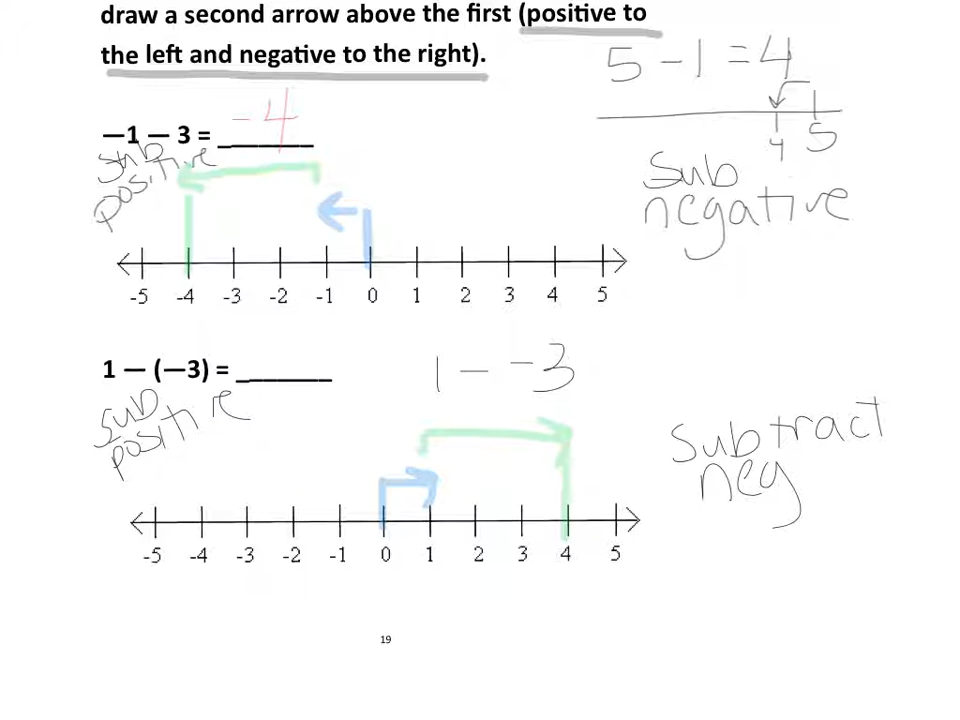 draw a second arrow above the first (positive to
the left and negative to the right).
5 - 1 = 4
1
4 5
—1 — 3 = -4
Sub
positive
Sub
negative
-5 -4 -3 -2 -1 0 1 2 3 4 5
1 — (—3) = ______
1 - -3
Sub
positive
Subtract
neg
-5 -4 -3 -2 -1 0 1 2 3 4 5
19